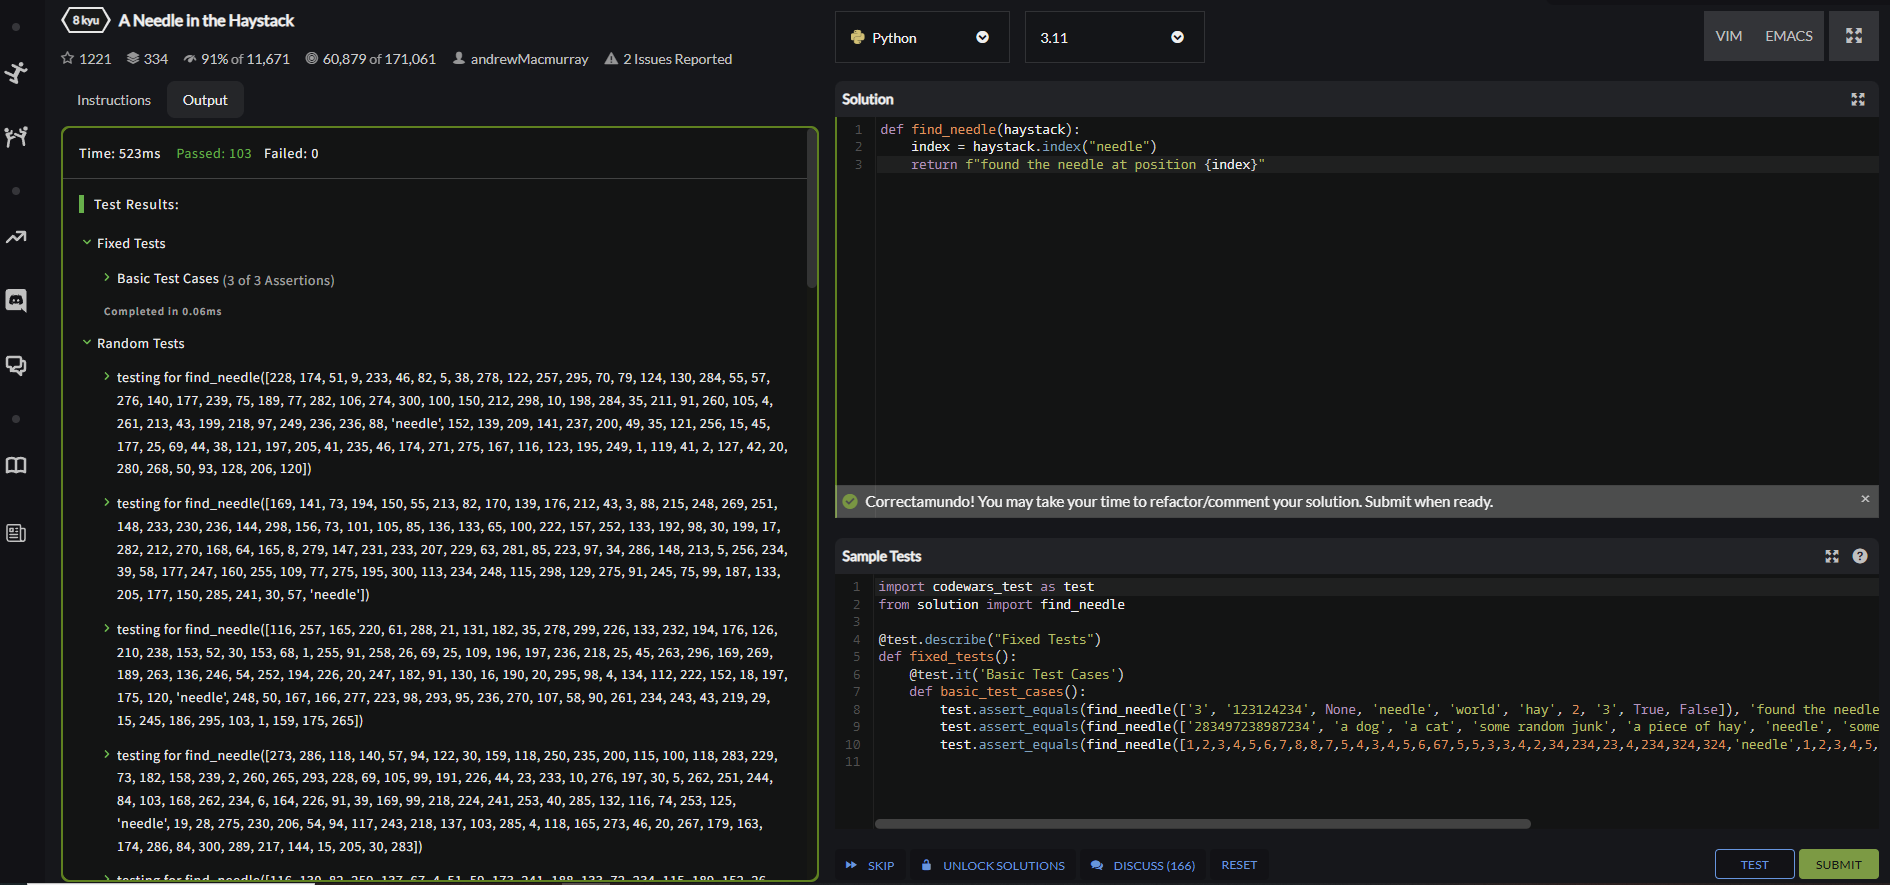 8 kyu A Needle in the Haystack
1221 334 91% of 11,671 60,879 of 171,061 andrewMacmurray 2 Issues Reported
Instructions Output
Time: 523ms Passed: 103 Failed: 0
Test Results:
Fixed Tests
Basic Test Cases (3 of 3 Assertions)
Completed in 0.06ms
Random Tests
testing for find_needle([228, 174, 51, 9, 233, 46, 82, 5, 38, 278, 122, 257, 295, 70, 79, 124, 130, 284, 55, 57,
276, 140, 177, 239, 75, 189, 77, 282, 106, 274, 300, 100, 150, 212, 298, 10, 198, 284, 35, 211, 91, 260, 105, 4,
261, 213, 43, 199, 218, 97, 249, 236, 236, 88, 'needle', 152, 139, 209, 141, 237, 200, 49, 35, 121, 256, 15, 45,
177, 25, 69, 44, 38, 121, 197, 205, 41, 235, 46, 174, 271, 275, 167, 116, 123, 195, 249, 1, 119, 41, 2, 127, 42, 20,
280, 268, 50, 93, 128, 206, 120])
testing for find_needle([169, 141, 73, 194, 150, 55, 213, 82, 170, 139, 176, 212, 43, 3, 88, 215, 248, 269, 251,
148, 233, 230, 236, 144, 298, 156, 73, 101, 105, 85, 136, 133, 65, 100, 222, 157, 252, 133, 192, 98, 30, 199, 17,
282, 212, 270, 168, 64, 165, 8, 279, 147, 231, 233, 207, 229, 63, 281, 85, 223, 97, 34, 286, 148, 213, 5, 256, 234,
39, 58, 177, 247, 160, 255, 109, 77, 275, 195, 300, 113, 234, 248, 115, 298, 129, 275, 91, 245, 75, 99, 187, 133,
205, 177, 150, 285, 241, 30, 57, 'needle'])
testing for find_needle([116, 257, 165, 220, 61, 288, 21, 131, 182, 35, 278, 299, 226, 133, 232, 194, 176, 126,
210, 238, 153, 52, 30, 153, 68, 1, 255, 91, 258, 26, 69, 25, 109, 196, 197, 236, 218, 25, 45, 263, 296, 169, 269,
189, 263, 136, 246, 54, 252, 194, 226, 20, 247, 182, 91, 130, 16, 190, 20, 295, 98, 4, 134, 112, 222, 152, 18, 197,
175, 120, 'needle', 248, 50, 167, 166, 277, 223, 98, 293, 95, 236, 270, 107, 58, 90, 261, 234, 243, 43, 219, 29,
15, 245, 186, 295, 103, 1, 159, 175, 265])
testing for find_needle([273, 286, 118, 140, 57, 94, 122, 30, 159, 118, 250, 235, 200, 115, 100, 118, 283, 229,
73, 182, 158, 239, 2, 260, 265, 293, 228, 69, 105, 99, 191, 226, 44, 23, 233, 10, 276, 197, 30, 5, 262, 251, 244,
84, 103, 168, 262, 234, 6, 164, 226, 91, 39, 169, 99, 218, 224, 241, 253, 40, 285, 132, 116, 74, 253, 125,
'needle', 19, 28, 275, 230, 206, 54, 94, 117, 243, 218, 137, 103, 285, 4, 118, 165, 273, 46, 20, 267, 179, 163,
174, 286, 84, 300, 289, 217, 144, 15, 205, 30, 283])
Python 3.11 VIM EMACS
Solution
1 def find_needle(haystack):
2 index = haystack.index("needle")
3 return f"found the needle at position {index}"
Correctamundo! You may take your time to refactor/comment your solution. Submit when ready. ×
Sample Tests ?
1 import codewars_test as test
2 from solution import find_needle
3
4 @test.describe("Fixed Tests")
5 def fixed_tests():
6 @test.it('Basic Test Cases')
7 def basic_test_cases():
8 test.assert_equals(find_needle(['3', '123124234', None, 'needle', 'world', 'hay', 2, '3', True, False]), 'found the needle
9 test.assert_equals(find_needle(['283497238987234', 'a dog', 'a cat', 'some random junk', 'a piece of hay', 'needle', 'some
10 test.assert_equals(find_needle([1,2,3,4,5,6,7,8,8,7,5,4,3,4,5,6,67,5,5,3,3,4,2,34,234,23,4,234,324,324,'needle',1,2,3,4,5,
11
SKIP UNLOCK SOLUTIONS DISCUSS (166) RESET TEST SUBMIT